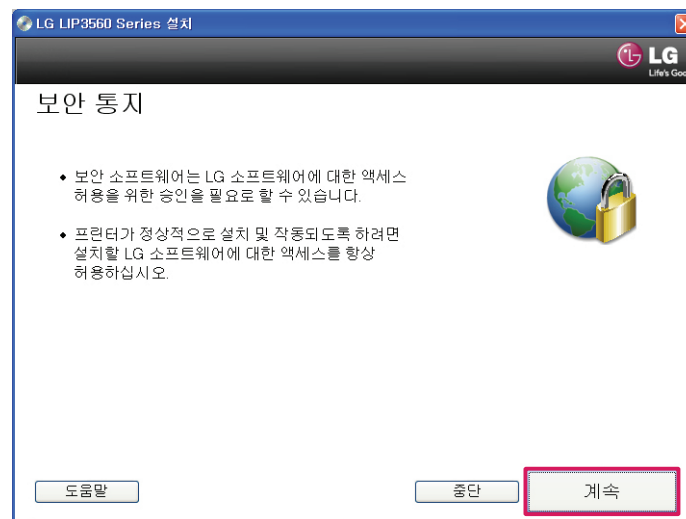 LG LIP3560 Series 설치
LG
Life's Good
보안 통지
◆ 보안 소프트웨어는 LG 소프트웨어에 대한 액세스
허용을 위한 승인을 필요로 할 수 있습니다.
◆ 프린터가 정상적으로 설치 및 작동되도록 하려면
설치할 LG 소프트웨어에 대한 액세스를 항상
허용하십시오.
도움말
중단
계속